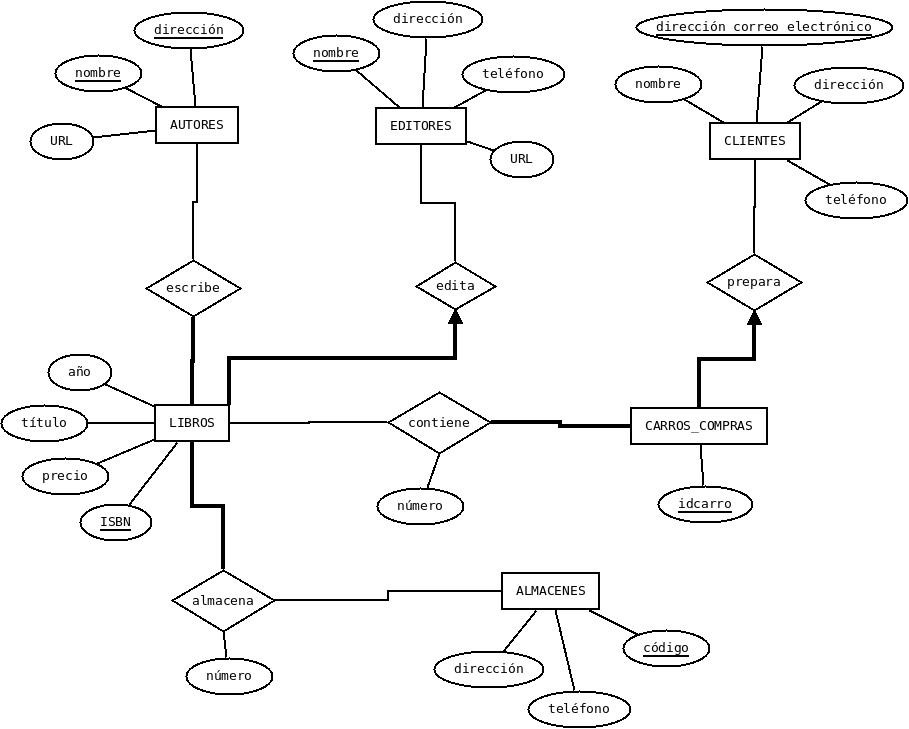 dirección
dirección
dirección correo electrónico
nombre
nombre
teléfono
nombre
dirección
AUTORES
EDITORES
CLIENTES
URL
URL
teléfono
escribe
edita
prepara
año
título
LIBROS
contiene
CARROS_COMPRAS
precio
ISBN
número
idcarro
almacena
ALMACENES
número
dirección
código
teléfono